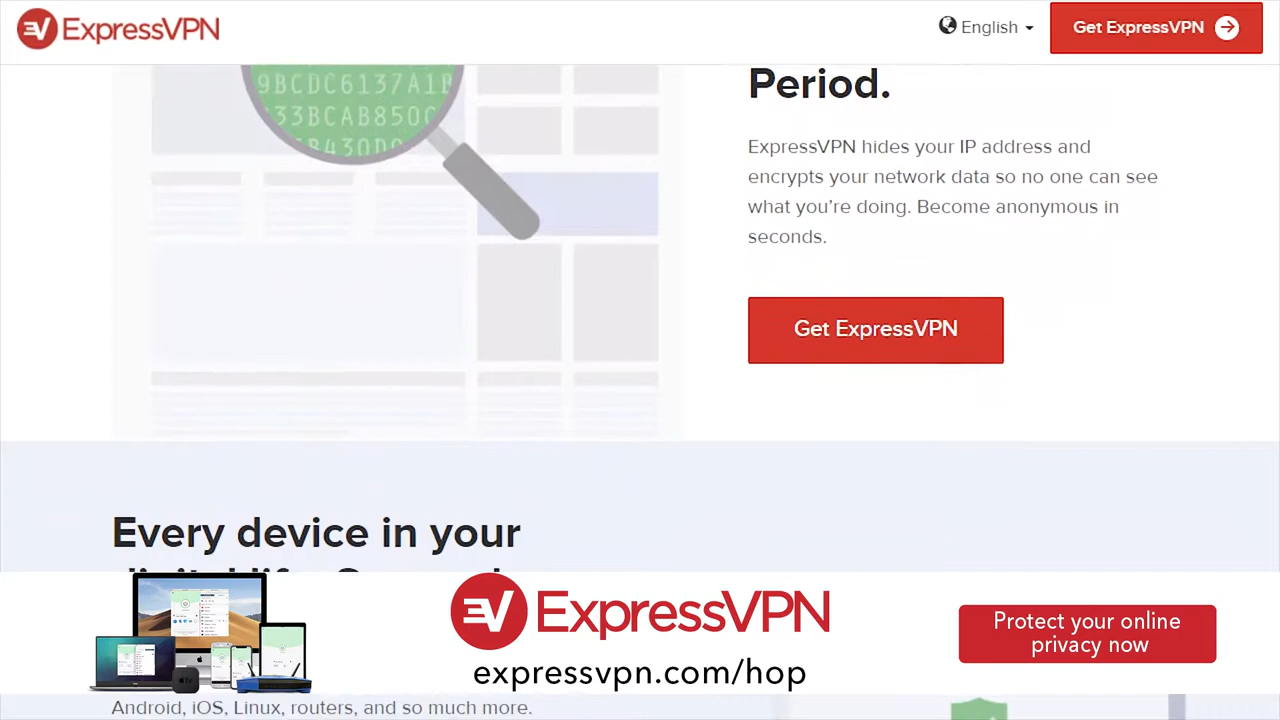 ExpressVPN
English
Get ExpressVPN
9BCDC6137A1
33BCAB850C
Period.
ExpressVPN hides your IP address and
encrypts your network data so no one can see
what you're doing. Become anonymous in
seconds.
Get ExpressVPN
Every device in your
ExpressVPN
expressvpn.com/hop
Protect your online
privacy now
Android, iOS, Linux, routers, and so much more.